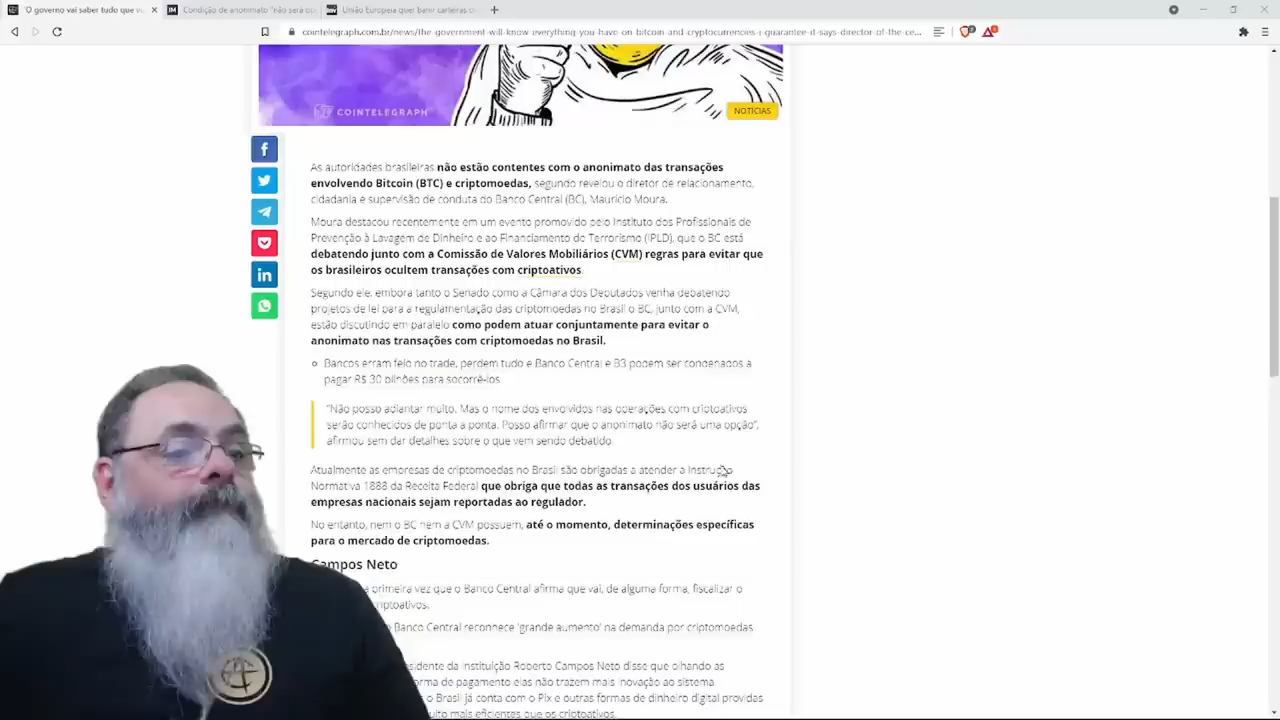 'O governo vai saber tudo que v
Condição de anonimato "não será op
União Europeia quer banir carteiras
cointelegraph.com.br/news/the-government-will-know-everything-you-have-on-bitcoin-and-cryptocurrencies-i-guarantee-it-says-director-of-the-ce...
COINTELEGRAPH
NOTÍCIAS
As autoridades brasileiras não estão contentes com o anonimato das transações
envolvendo Bitcoin (BTC) e criptomoedas, segundo revelou o diretor de relacionamento,
cidadania e supervisão de conduta do Banco Central (BC), Maurício Moura.
Moura destacou recentemente em um evento promovido pelo Instituto dos Profissionais de
Prevenção à Lavagem de Dinheiro e ao Financiamento do Terrorismo (IPLD), que o BC está
debatendo junto com a Comissão de Valores Mobiliários (CVM) regras para evitar que
os brasileiros ocultem transações com criptoativos.
Segundo ele, embora tanto o Senado como a Câmara dos Deputados venha debatendo
projetos de lei para a regulamentação das criptomoedas no Brasil o BC, junto com a CVM,
estão discutindo em paralelo como podem atuar conjuntamente para evitar o
anonimato nas transações com criptomoedas no Brasil.
Bancos erram feio no trade, perdem tudo e Banco Central e B3 podem ser condenados a
pagar R$ 30 bilhões para socorrê-los
"Não posso adiantar muito. Mas o nome dos envolvidos nas operações com criptoativos
serão conhecidos de ponta a ponta. Posso afirmar que o anonimato não será uma opção",
afirmou sem dar detalhes sobre o que vem sendo debatido.
Atualmente as empresas de criptomoedas no Brasil são obrigadas a atender a Instrução
Normativa 1888 da Receita Federal que obriga que todas as transações dos usuários das
empresas nacionais sejam reportadas ao regulador.
No entanto, nem o BC nem a CVM possuem, até o momento, determinações específicas
para o mercado de criptomoedas.
Campos Neto
a primeira vez que o Banco Central afirma que vai, de alguma forma, fiscalizar o
riptoativos.
Banco Central reconhece 'grande aumento' na demanda por criptomoedas
sidente da Instituição Roberto Campos Neto disse que olhando as
orma de pagamento elas não trazem mais inovação ao sistema
o Brasil já conta com o Pix e outras formas de dinheiro digital providas
uito mais eficientes que os criptoativos.